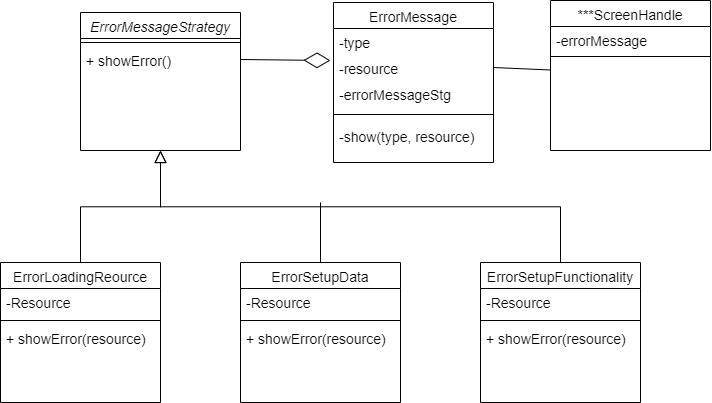 ErrorMessageStrategy
+ showError()
ErrorMessage
-type
-resource
-errorMessageStg
-show(type, resource)
***ScreenHandle
-errorMessage
ErrorLoadingReource
-Resource
+ showError(resource)
ErrorSetupData
-Resource
+ showError(resource)
ErrorSetupFunctionality
-Resource
+ showError(resource)